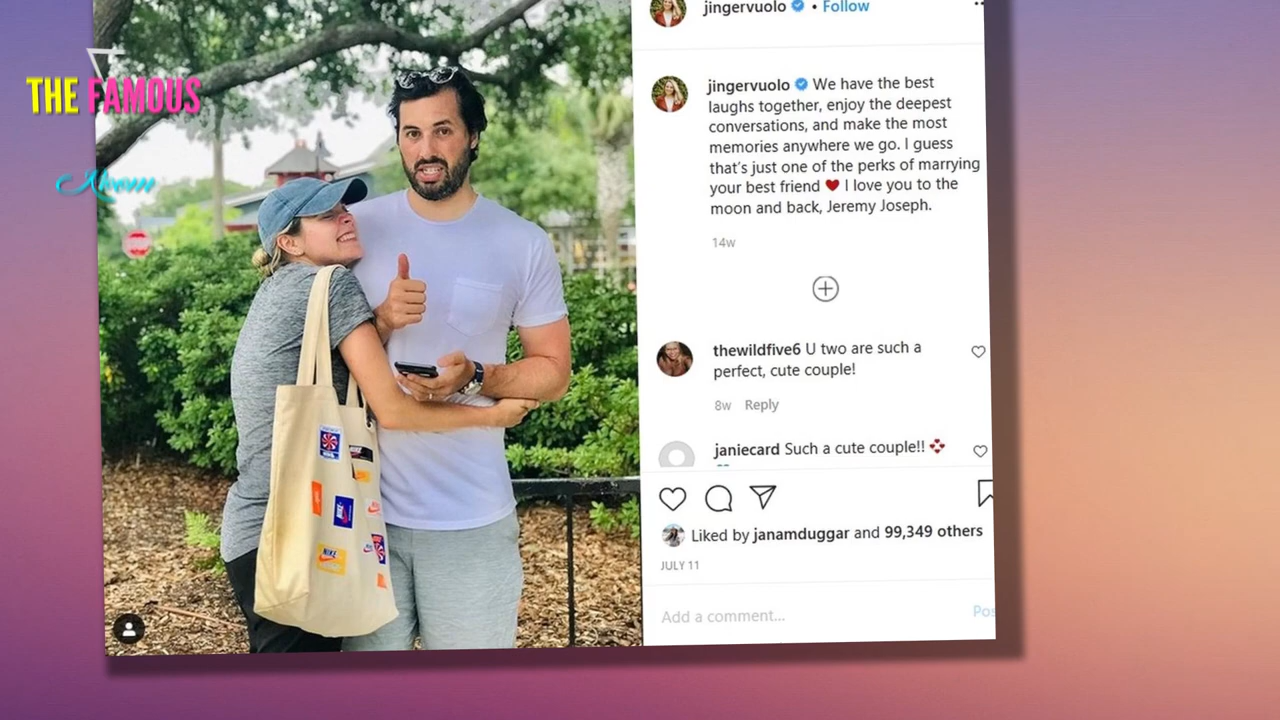 THE FAMOUS
jingervuolo • Follow
jingervuolo We have the best
laughs together, enjoy the deepest
conversations, and make the most
memories anywhere we go. I guess
that's just one of the perks of marrying
your best friend ❤️ I love you to the
moon and back, Jeremy Joseph.
14w
thewildfive6 U two are such a
perfect, cute couple!
8w Reply
janiecard Such a cute couple!!
Liked by janamduggar and 99,349 others
JULY 11
Add a comment...
Pos
NIKE